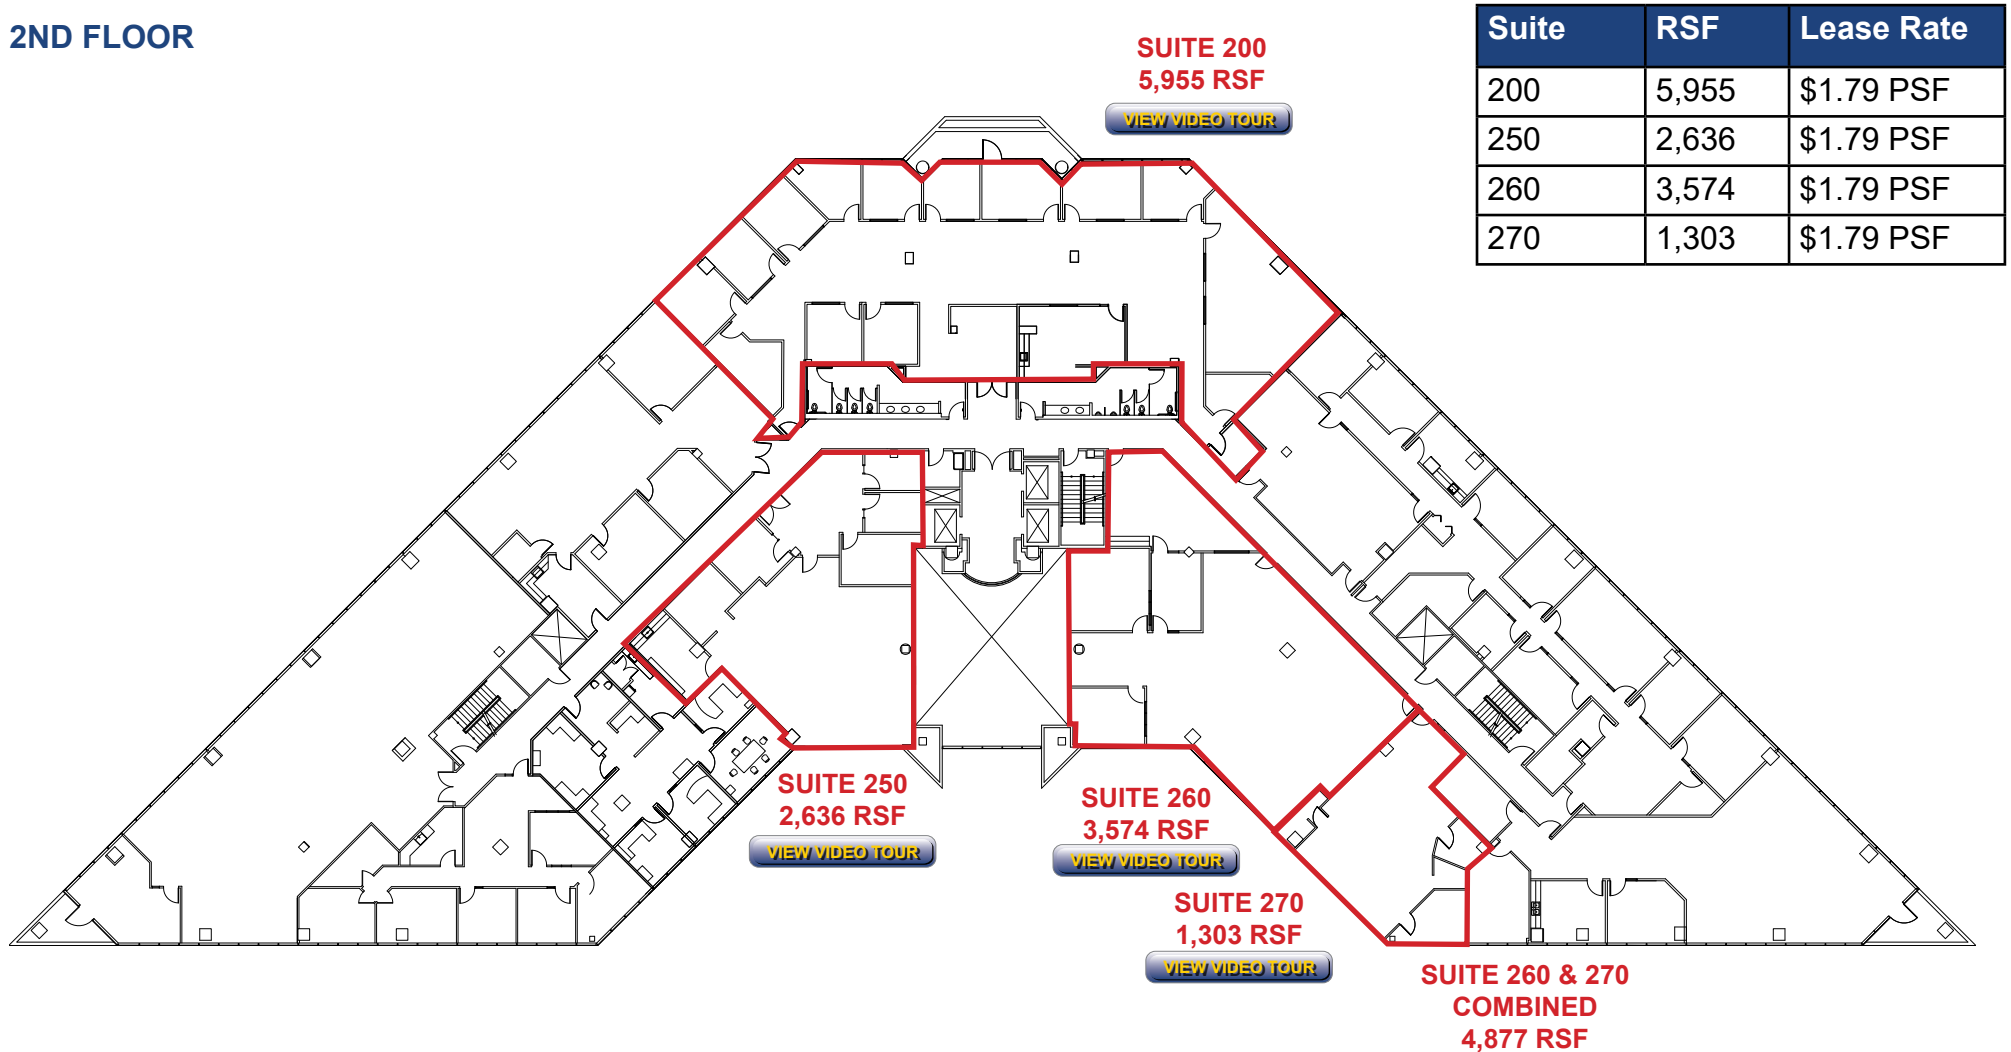 2ND FLOOR
SUITE 200
5,955 RSF
VIEW VIDEO TOUR
Suite RSF Lease Rate
200 5,955 $1.79 PSF
250 2,636 $1.79 PSF
260 3,574 $1.79 PSF
270 1,303 $1.79 PSF
SUITE 250
2,636 RSF
VIEW VIDEO TOUR
SUITE 260
3,574 RSF
VIEW VIDEO TOUR
SUITE 270
1,303 RSF
VIEW VIDEO TOUR
SUITE 260 & 270
COMBINED
4,877 RSF